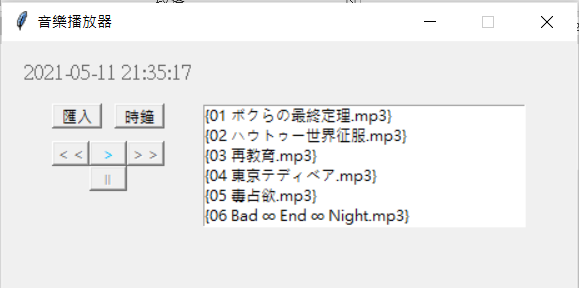 音樂播放器
2021-05-11 21:35:17
匯入 時鐘
< < > > >
||
{01 ボクらの最終定理.mp3}
{02 ハウトゥー世界征服.mp3}
{03 再教育.mp3}
{04 東京テディベア.mp3}
{05 毒占欲.mp3}
{06 Bad ∞ End ∞ Night.mp3}